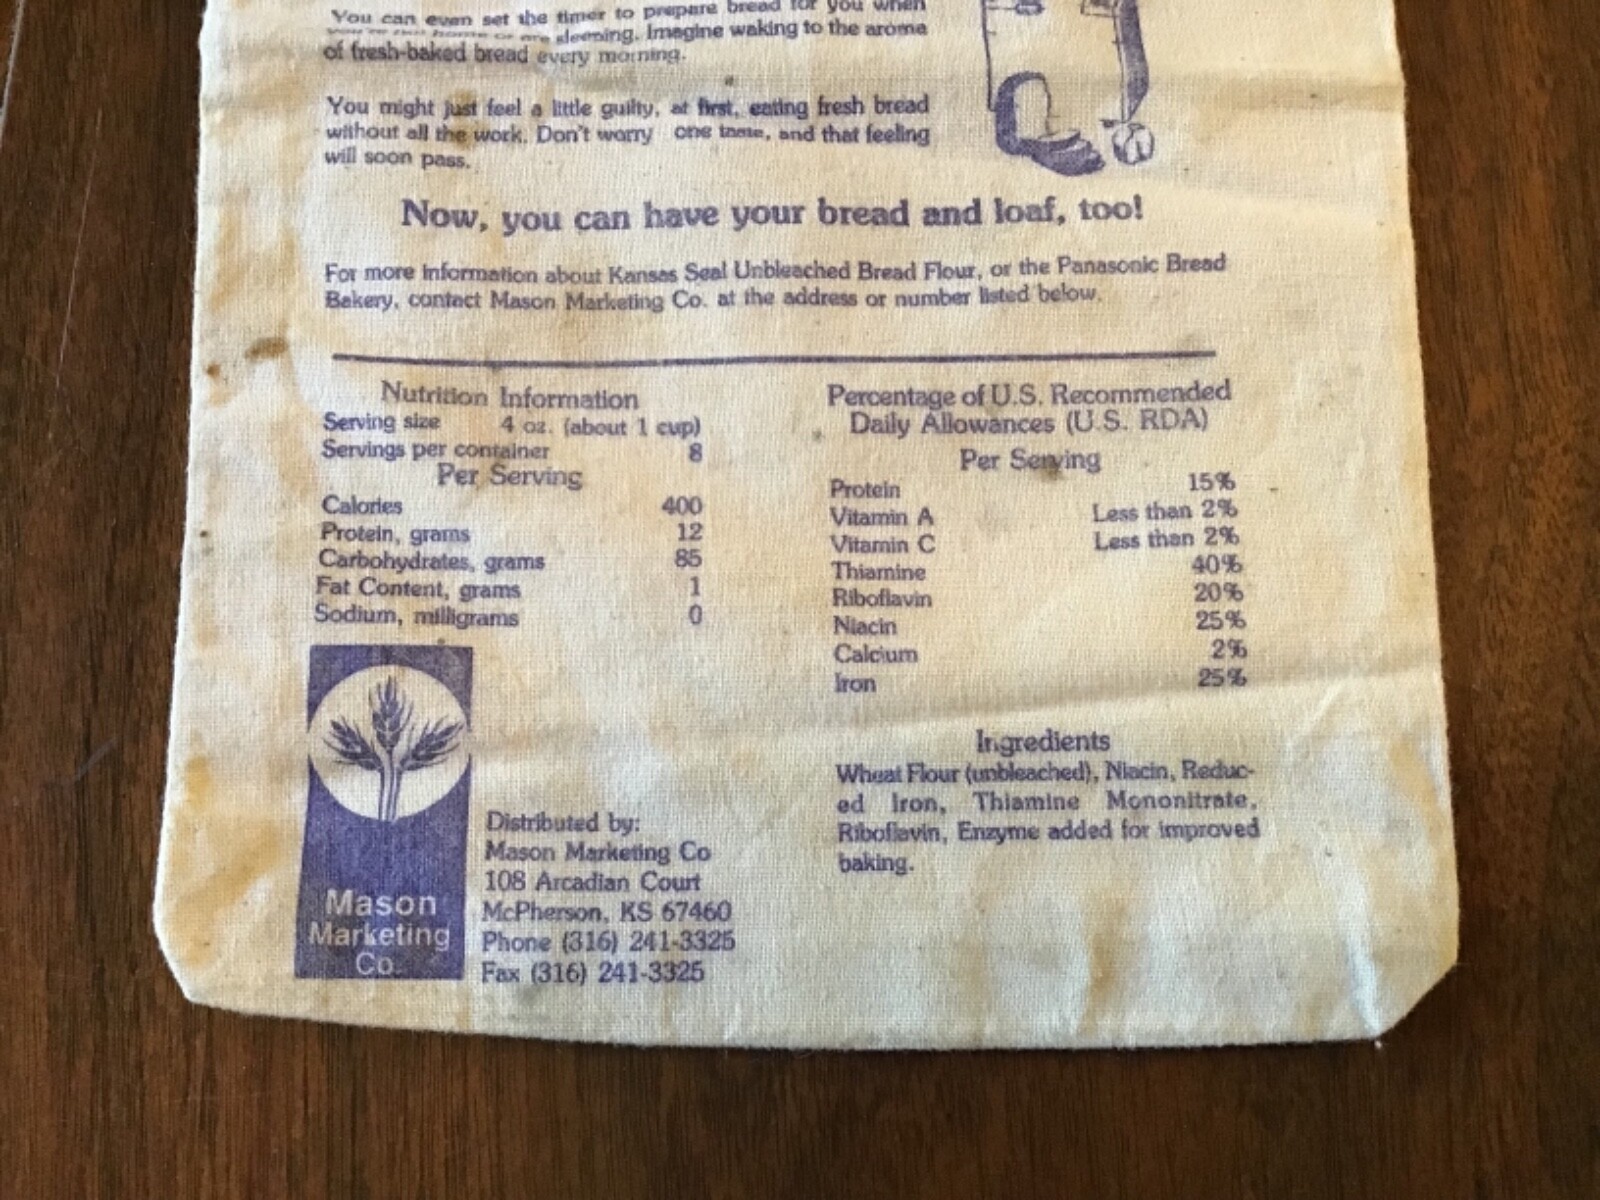 You can even set the timer to prepare bread for you when
you're not home or are sleeping. Imagine waking to the aroma
of fresh-baked bread every morning.
You might just feel a little guilty, at first, eating fresh bread
without all the work. Don't worry one taste, and that feeling
will soon pass.
Now, you can have your bread and loaf, too!
For more information about Kansas Seal Unbleached Bread Flour, or the Panasonic Bread
Bakery, contact Mason Marketing Co. at the address or number listed below.
Nutrition Information
Serving size 4 oz. (about 1 cup)
Servings per container 8
Per Serving
Calories 400
Protein, grams 12
Carbohydrates, grams 85
Fat Content, grams 1
Sodium, milligrams 0
Percentage of U.S. Recommended
Daily Allowances (U.S. RDA)
Per Serving
Protein 15%
Vitamin A Less than 2%
Vitamin C Less than 2%
Thiamine 40%
Riboflavin 20%
Niacin 25%
Calcium 2%
Iron 25%
Ingredients
Wheat Flour (unbleached), Niacin, Reduc-
ed Iron, Thiamine Mononitrate,
Riboflavin, Enzyme added for improved
baking.
Mason
Marketing
Co.
Distributed by:
Mason Marketing Co
108 Arcadian Court
McPherson, KS 67460
Phone (316) 241-3325
Fax (316) 241-3325